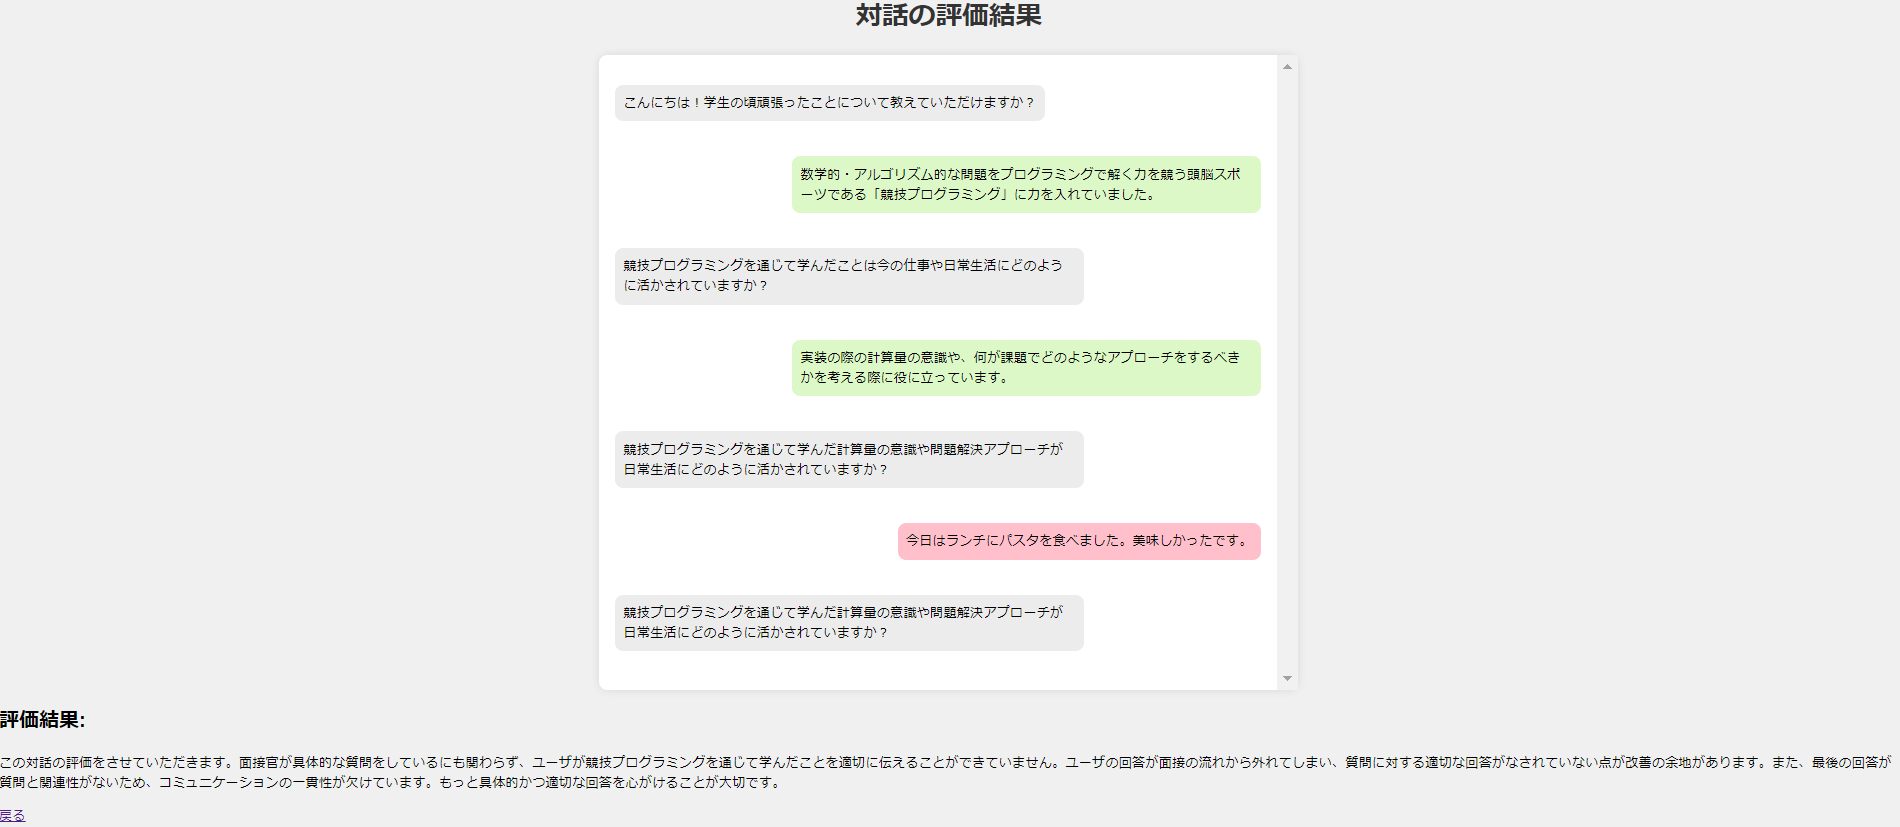 対話の評価結果
こんにちは！学生の頃頑張ったことについて教えていただけますか？
数学的・アルゴリズム的な問題をプログラミングで解く力を競う頭脳スポ
ーツである「競技プログラミング」に力を入れていました。
競技プログラミングを通じて学んだことは今の仕事や日常生活にどのよう
に活かされていますか？
実装の際の計算量の意識や、何が課題でどのようなアプローチをするべき
かを考える際に役に立っています。
競技プログラミングを通じて学んだ計算量の意識や問題解決アプローチが
日常生活にどのように活かされていますか？
今日はランチにパスタを食べました。美味しかったです。
競技プログラミングを通じて学んだ計算量の意識や問題解決アプローチが
日常生活にどのように活かされていますか？
評価結果:
この対話の評価をさせていただきます。面接官が具体的な質問をしているにも関わらず、ユーザが競技プログラミングを通じて学んだことを適切に伝えることができていません。ユーザの回答が面接の流れから外れてしまい、質問に対する適切な回答がなされていない点が改善の余地があります。また、最後の回答が
質問と関連性がないため、コミュニケーションの一貫性が欠けています。もっと具体的かつ適切な回答を心がけることが大切です。
戻る